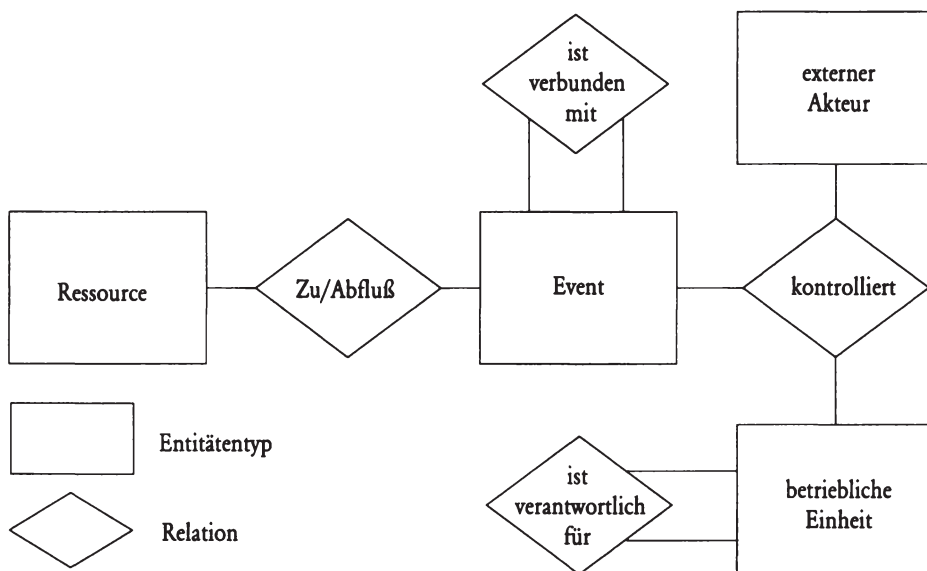 ist
verbunden
mit
externer
Akteur
Ressource
Zu/Abfluß
Event
kontrolliert
Entitätentyp
Relation
ist
verantwortlich
für
betriebliche
Einheit